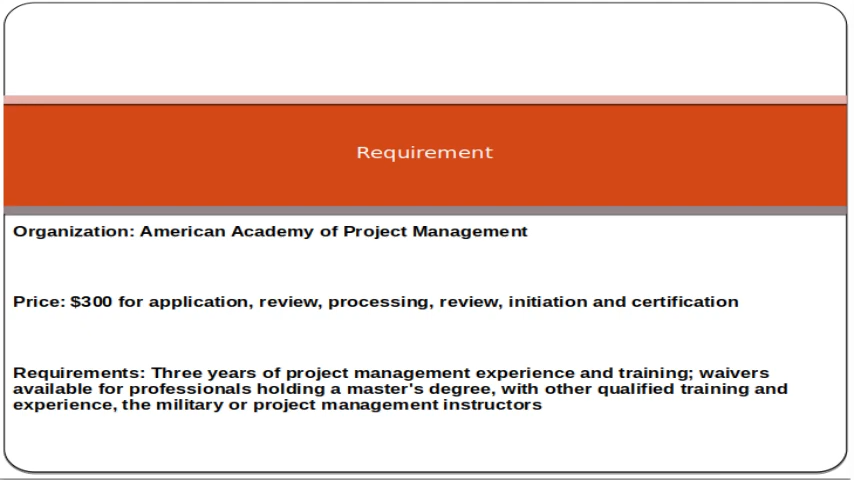 Requirement
Organization: American Academy of Project Management
Price: $300 for application, review, processing, review, initiation and certification
Requirements: Three years of project management experience and training; waivers
available for professionals holding a master's degree, with other qualified training and
experience, the military or project management instructors